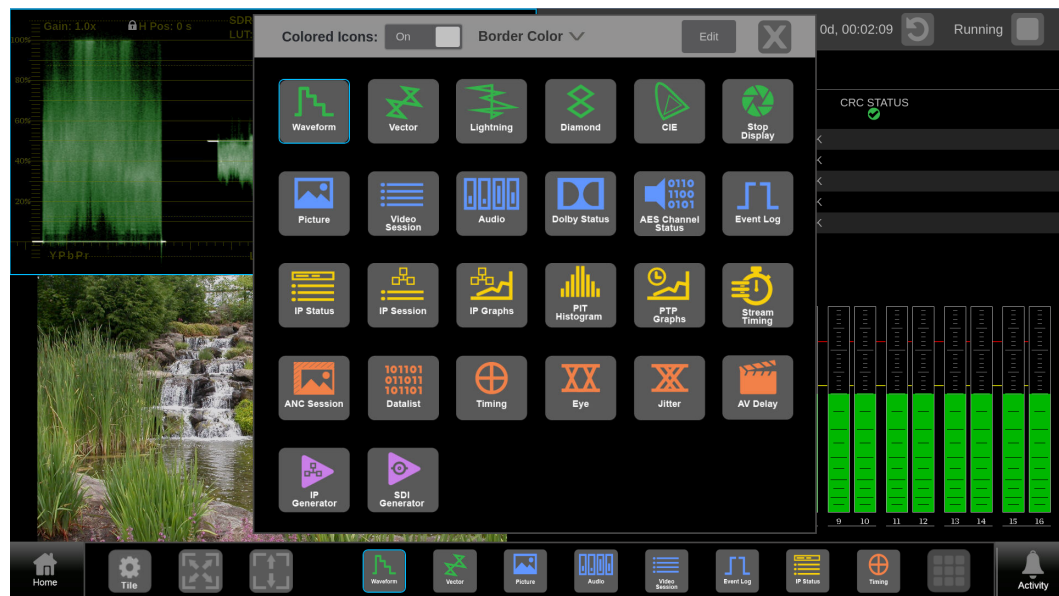 Gain: 1.0x
H Pos: 0 s
SDR
LUT:
100%
80%
60%
40%
20%
YPbPr
Colored Icons:
On
Border Color
Edit
X
0d, 00:02:09
Running
CRC STATUS
Waveform
Vector
Lightning
Diamond
CIE
Stop
Display
Picture
Video
Session
Audio
Dolby Status
0110
1100
0101
AES Channel
Status
Event Log
IP Status
IP Session
IP Graphs
PIT
Histogram
PTP
Graphs
Stream
Timing
ANC Session
101101
011011
101101
Datalist
Timing
Eye
Jitter
AV Delay
IP
Generator
SDI
Generator
9 10 11 12 13 14 15 16
Home
Tile
Waveform
Vector
Picture
Audio
Video
Session
Event Log
IP Status
Timing
Activity